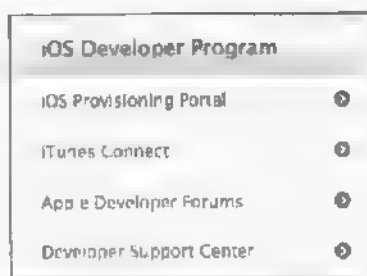 iOS Developer Program
iOS Provisioning Portal
iTunes Connect
Apple Developer Forums
Developer Support Center